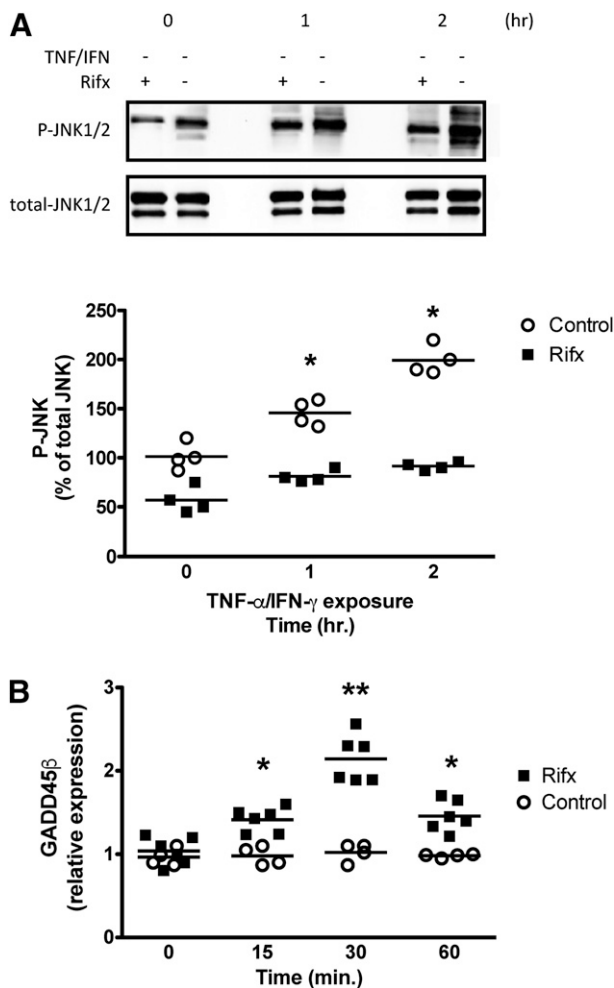 A
0 1 2 (hr)
TNF/IFN - - - - - -
Rifx + - + - + -
P-JNK1/2
total-JNK1/2
250
200
150
100
50
0
P-JNK
(% of total JNK)
*
*
Control
Rifx
0 1 2
TNF-α/IFN-γ exposure
Time (hr.)
B
3
2
1
0
GADD45β
(relative expression)
*
**
*
Rifx
Control
0 15 30 60
Time (min.)